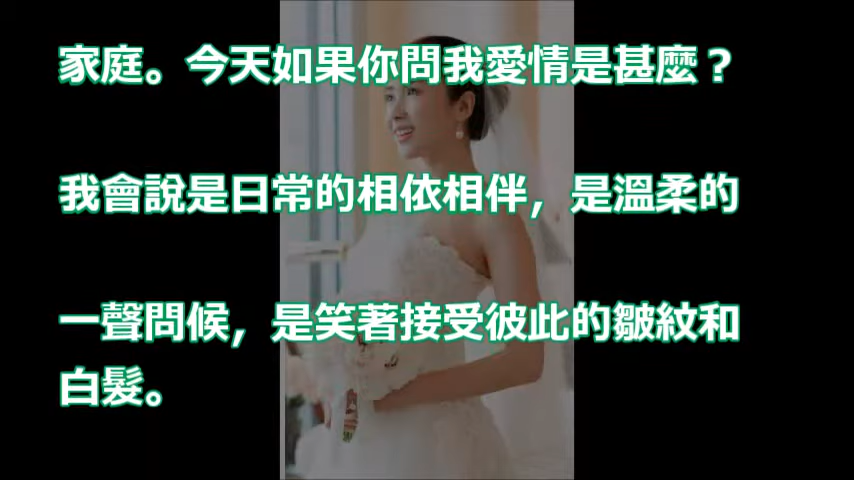 家庭。今天如果你問我愛情是甚麼？
我會說是日常的相依相伴，是溫柔的
一聲問候，是笑著接受彼此的皺紋和
白髮。